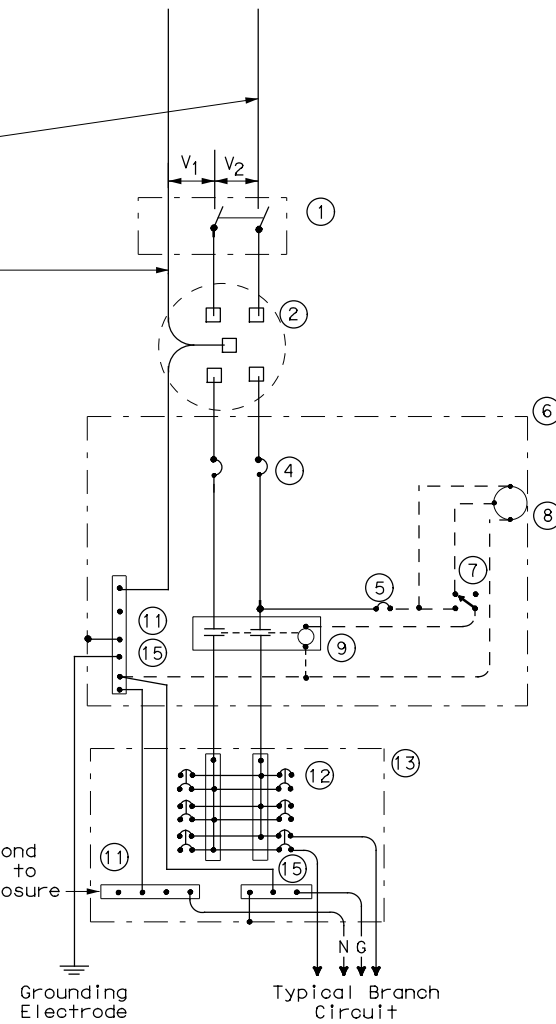 V1 V2
1
2
6
4
8
7
5
11
15
9
13
12
ond
to
osure
11
15
N G
Grounding
Electrode
Typical Branch
Circuit